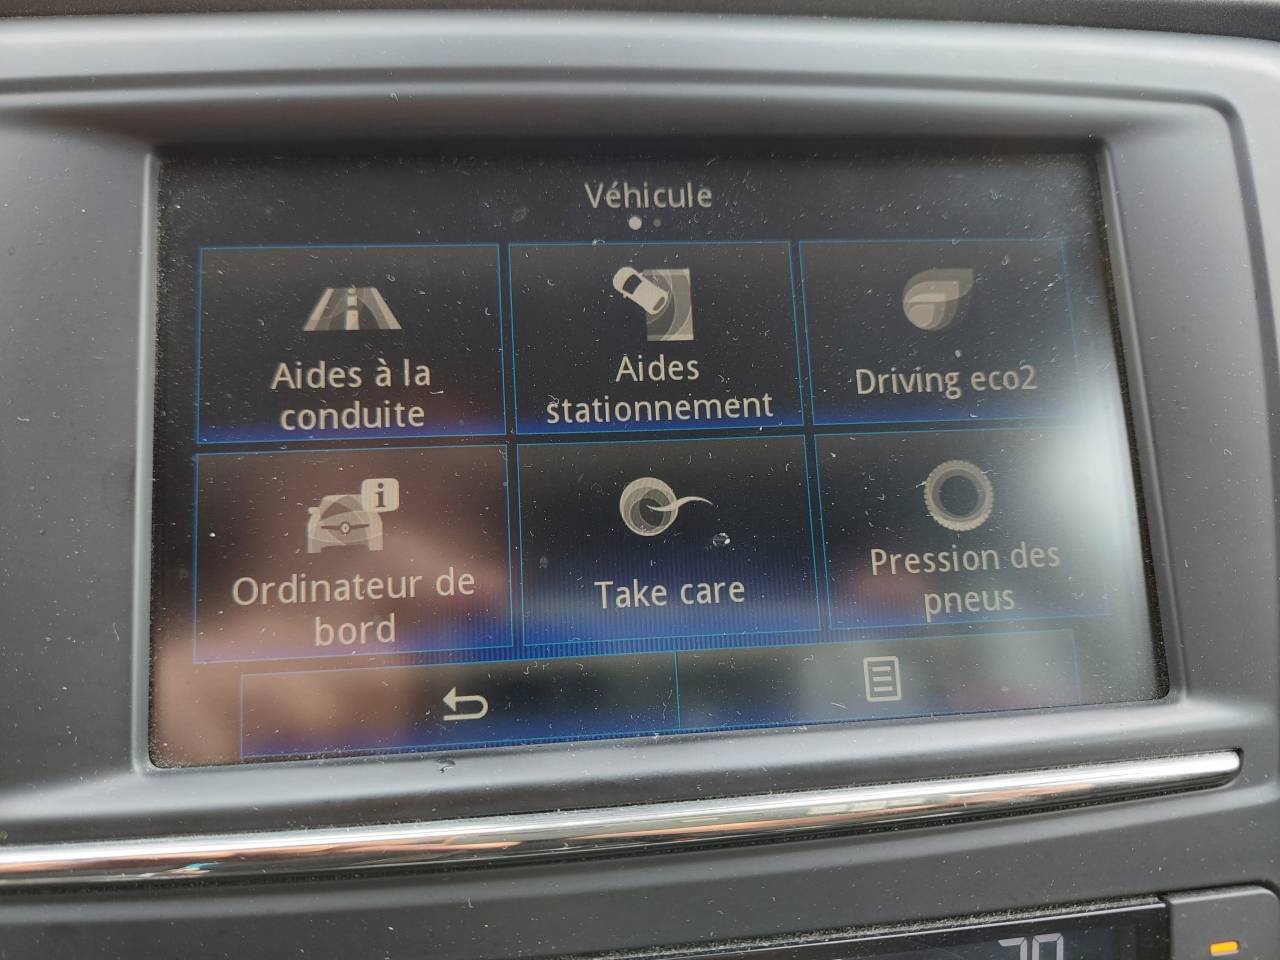 Véhicule
Aides à la
conduite
Aides
stationnement
Driving eco2
Ordinateur de
bord
i
Take care
Pression des
pneus